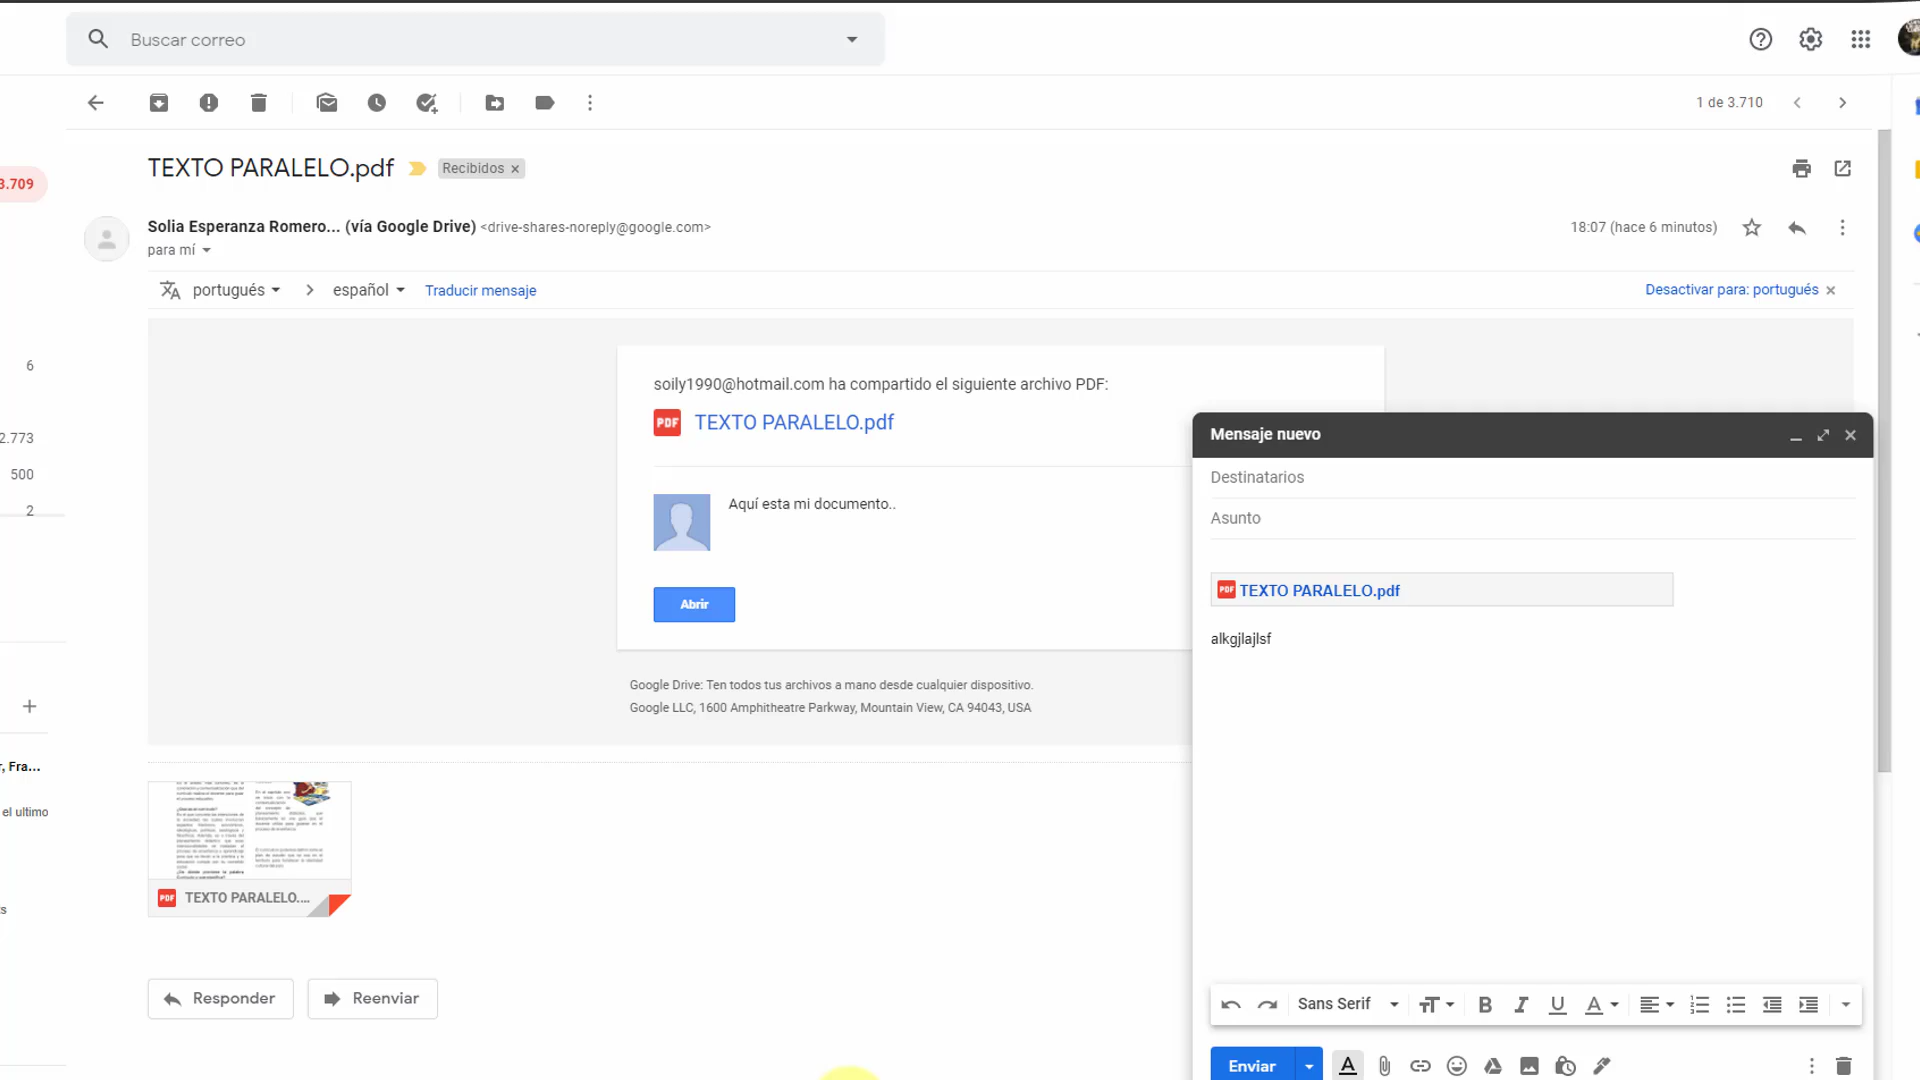 Buscar correo
1 de 3.710
TEXTO PARALELO.pdf
Recibidos
3.709
Solia Esperanza Romero... (vía Google Drive) <drive-shares-noreply@google.com>
18:07 (hace 6 minutos)
para mí
português > español
Traducir mensaje
Desactivar para: portugués
6
2.773
500
2
, Fra...
el ultimo
soily1990@hotmail.com ha compartido el siguiente archivo PDF:
PDF TEXTO PARALELO.pdf
Aquí esta mi documento..
Abrir
Google Drive: Ten todos tus archivos a mano desde cualquier dispositivo.
Google LLC, 1600 Amphitheatre Parkway, Mountain View, CA 94043, USA
PDF TEXTO PARALELO....
Responder
Reenviar
Mensaje nuevo
Destinatarios
Asunto
PDF TEXTO PARALELO.pdf
alkgjlajlsf
Sans Serif
Enviar